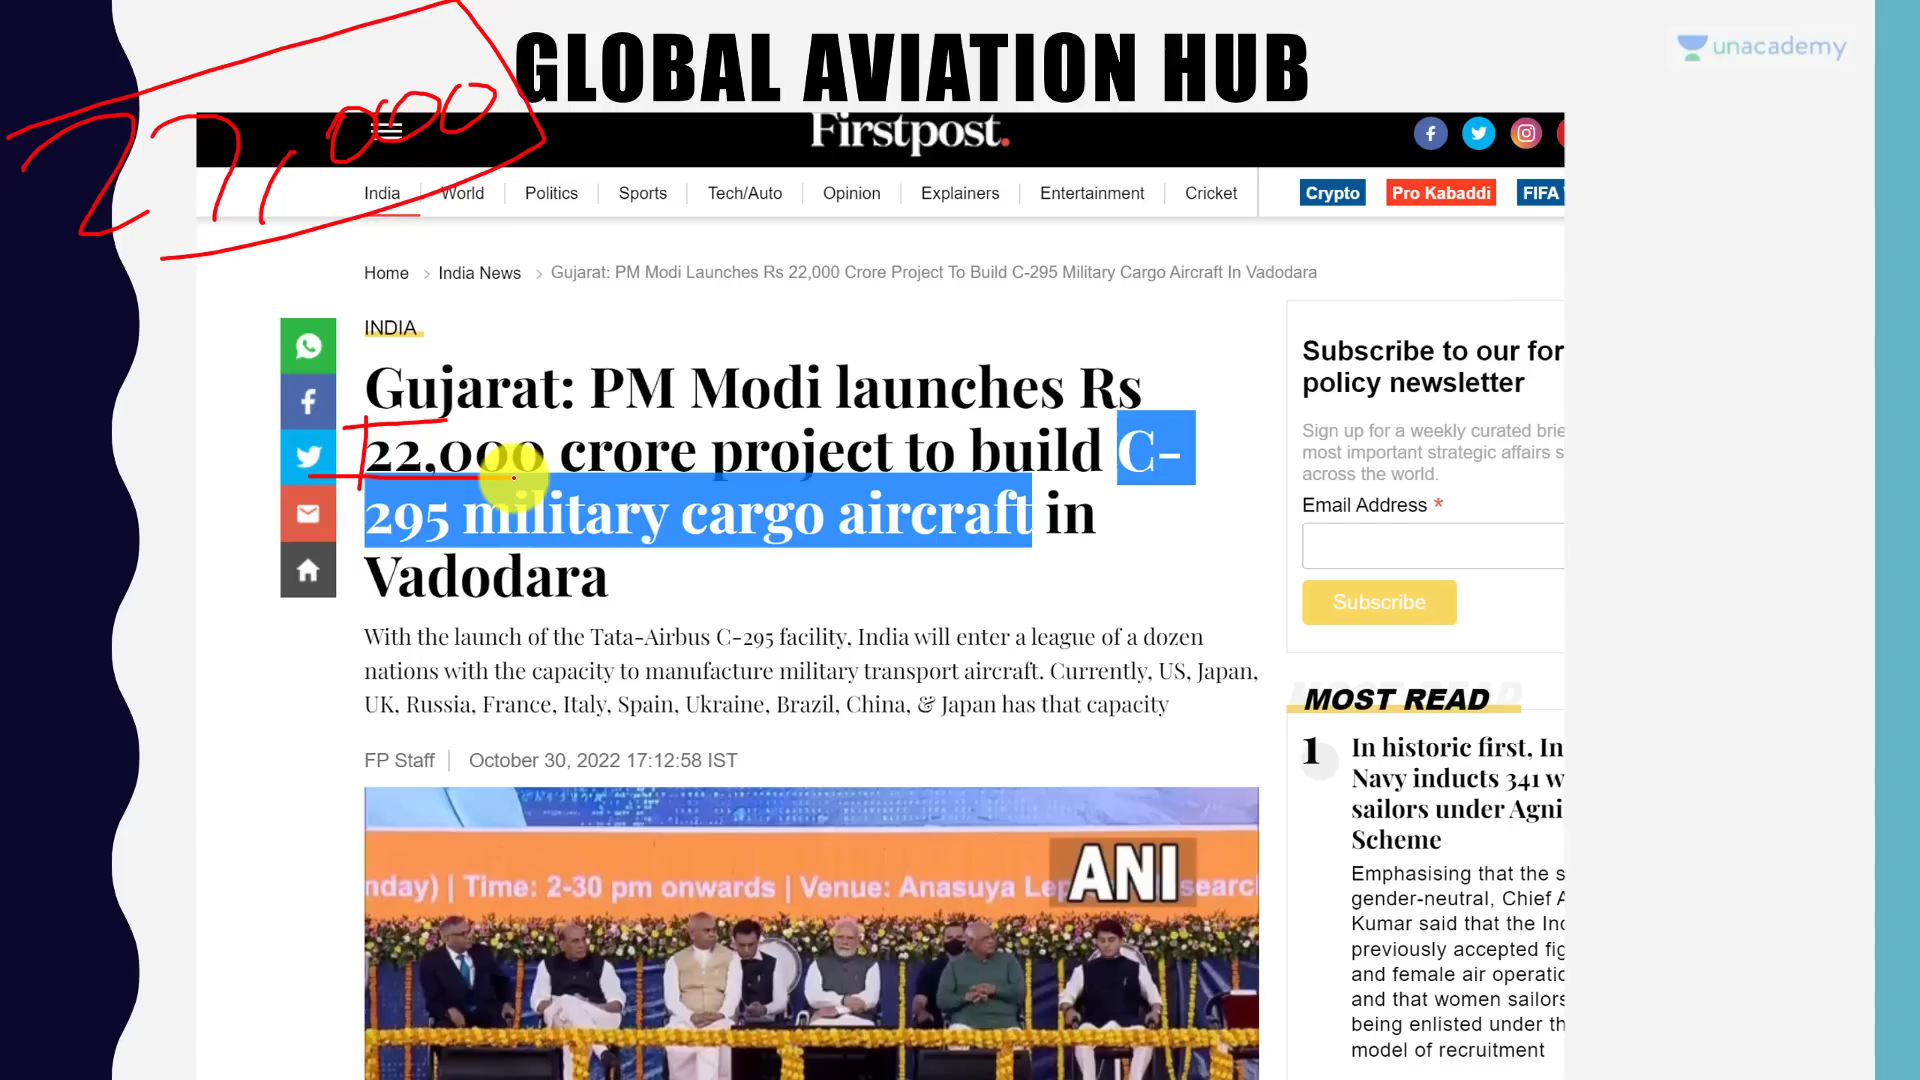 GLOBAL AVIATION HUB
unacademy
22,000
Firstpost.
India World Politics Sports Tech/Auto Opinion Explainers Entertainment Cricket Crypto Pro Kabaddi FIFA
Home > India News > Gujarat: PM Modi Launches Rs 22,000 Crore Project To Build C-295 Military Cargo Aircraft In Vadodara
INDIA
Gujarat: PM Modi launches Rs
22,000 crore project to build C-
295 military cargo aircraft in
Vadodara
With the launch of the Tata-Airbus C-295 facility, India will enter a league of a dozen
nations with the capacity to manufacture military transport aircraft. Currently, US, Japan,
UK, Russia, France, Italy, Spain, Ukraine, Brazil, China, & Japan has that capacity
FP Staff | October 30, 2022 17:12:58 IST
ANI
nday) | Time: 2-30 pm onwards | Venue: Anasuya Le searc
Subscribe to our for
policy newsletter
Sign up for a weekly curated brie
most important strategic affairs s
across the world.
Email Address *
Subscribe
MOST READ
1
In historic first, In
Navy inducts 341 w
sailors under Agni
Scheme
Emphasising that the s
gender-neutral, Chief A
Kumar said that the Ind
previously accepted fig
and female air operatio
and that women sailors
being enlisted under th
model of recruitment